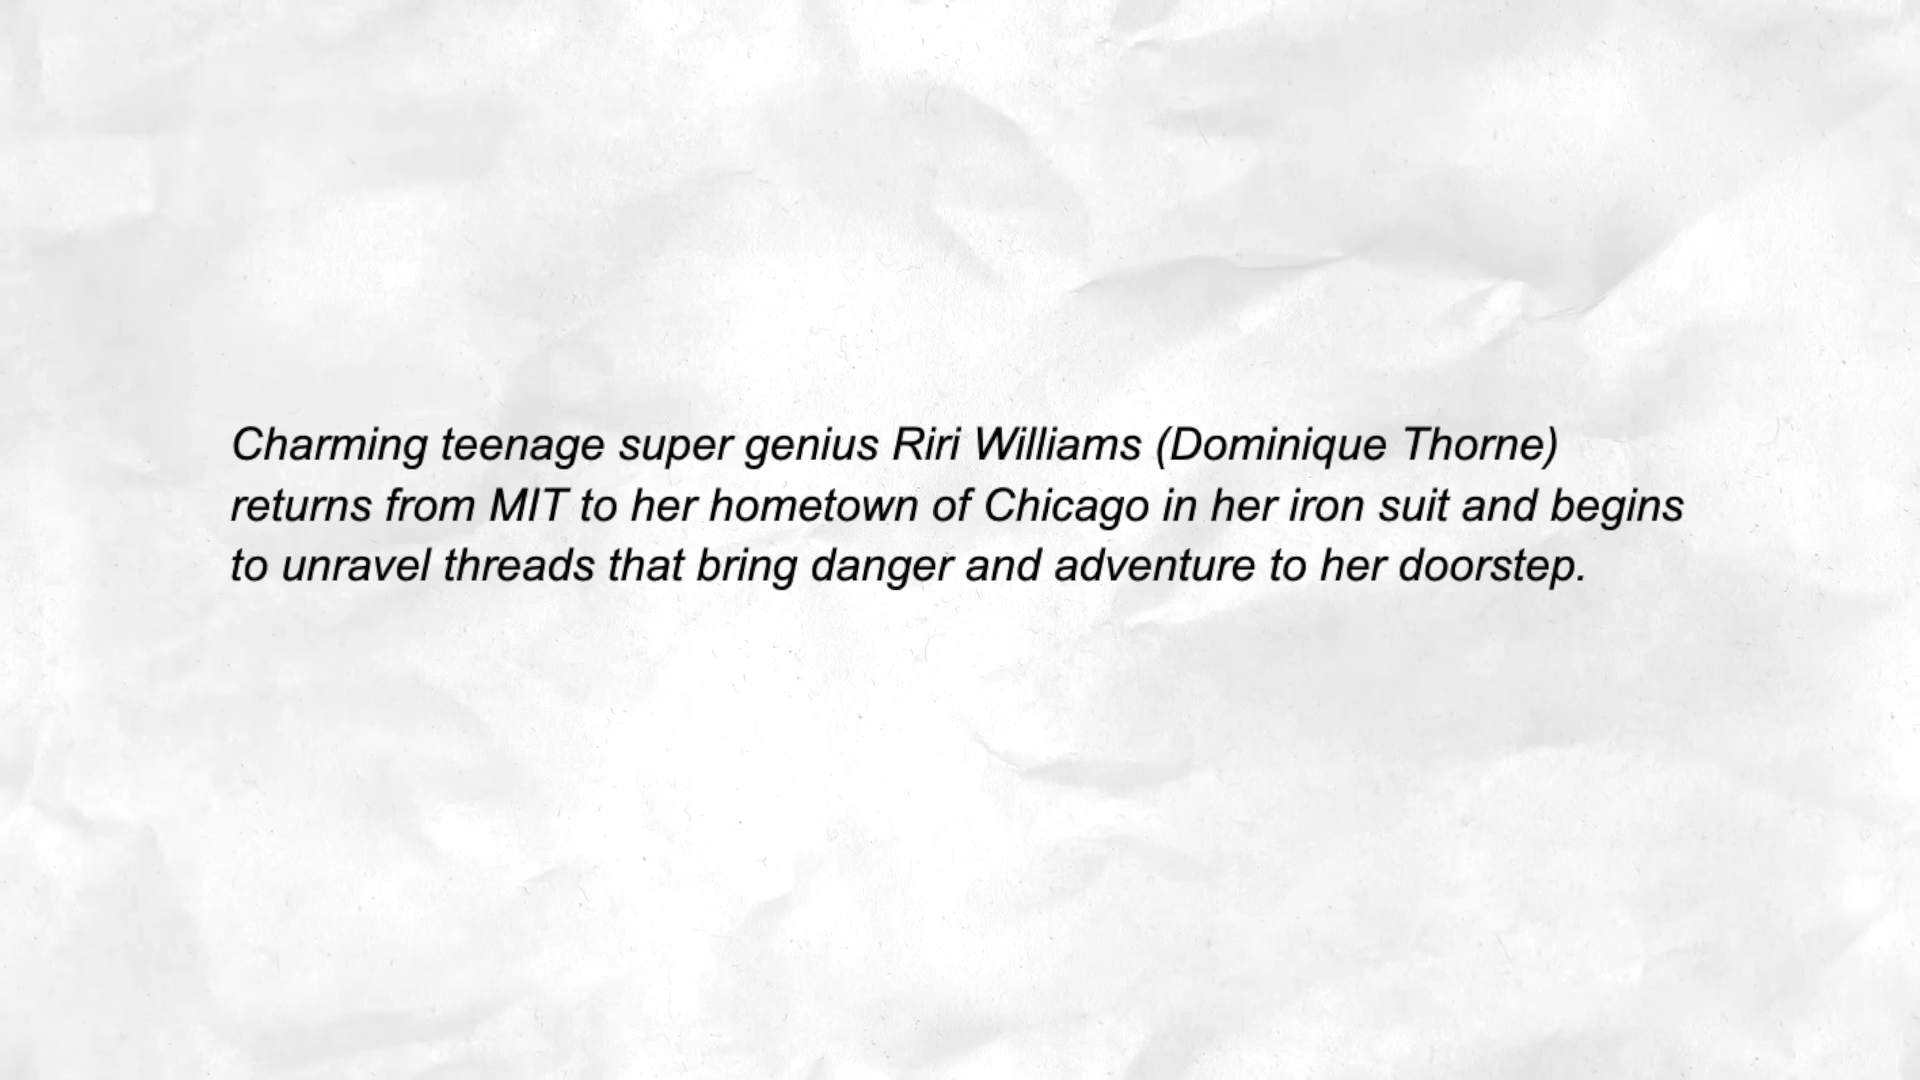 Charming teenage super genius Riri Williams (Dominique Thorne)
returns from MIT to her hometown of Chicago in her iron suit and begins
to unravel threads that bring danger and adventure to her doorstep.